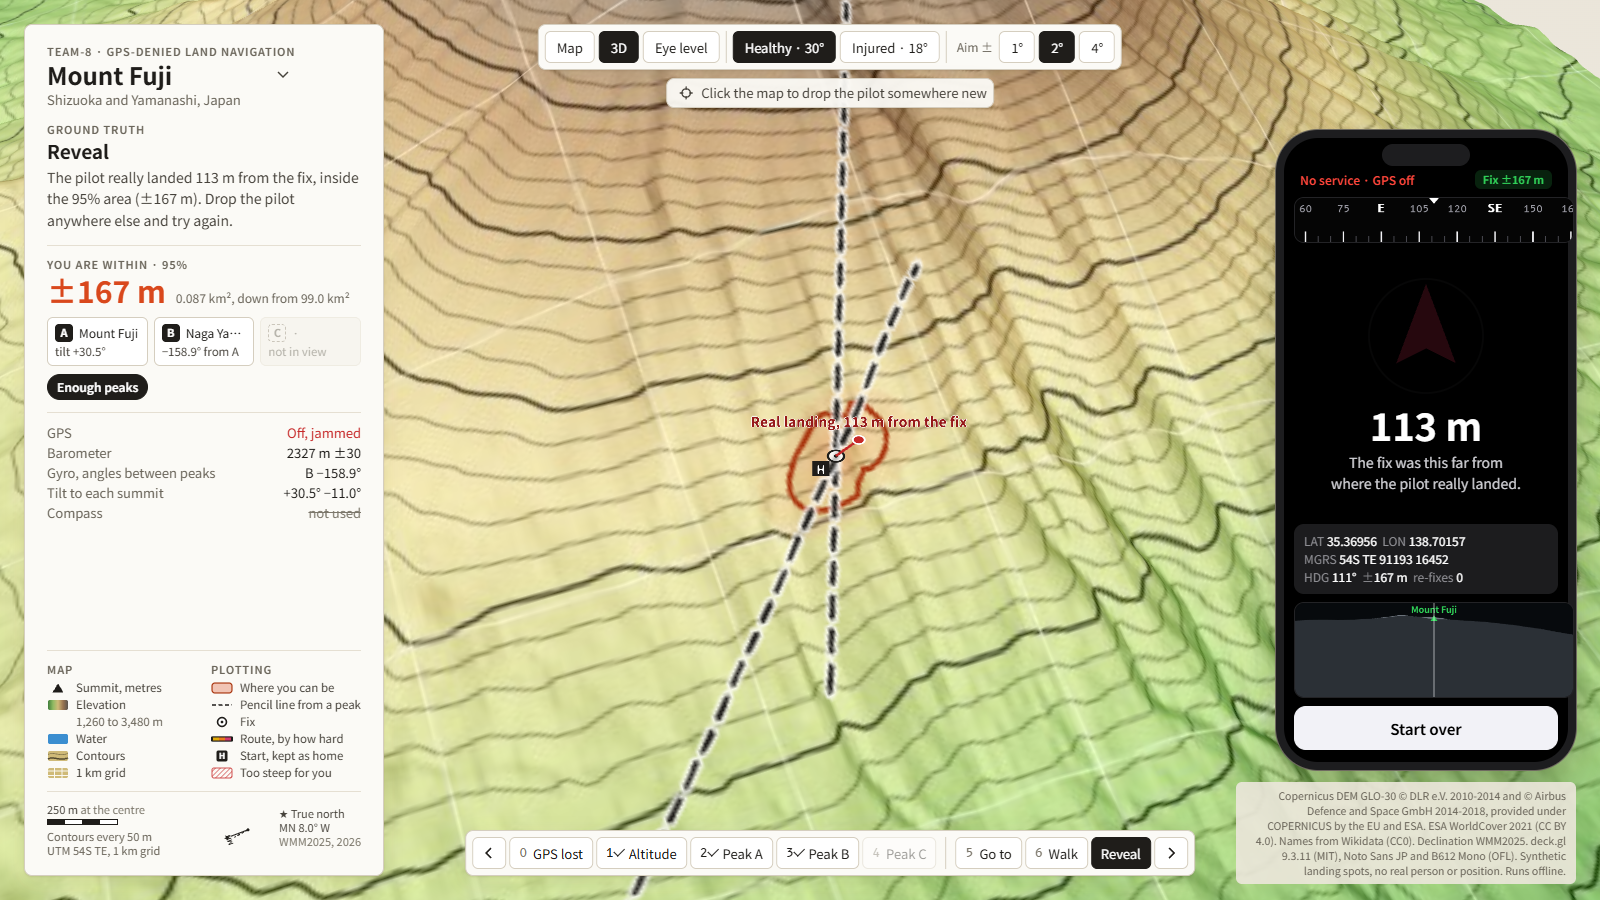 TEAM-8 · GPS-DENIED LAND NAVIGATION
Mount Fuji
Shizuoka and Yamanashi, Japan
GROUND TRUTH
Reveal
The pilot really landed 113 m from the fix, inside
the 95% area (±167 m). Drop the pilot
anywhere else and try again.
YOU ARE WITHIN · 95%
±167 m 0.087 km², down from 99.0 km²
A Mount Fuji
tilt +30.5°
B Naga Ya···
−158.9° from A
C ·
not in view
Enough peaks
GPS Off, jammed
Barometer 2327 m ±30
Gyro, angles between peaks B −158.9°
Tilt to each summit +30.5° −11.0°
Compass not used
MAP
Summit, metres
Elevation
1,260 to 3,480 m
Water
Contours
1 km grid
PLOTTING
Where you can be
Pencil line from a peak
Fix
Route, by how hard
H Start, kept as home
Too steep for you
250 m at the centre
Contours every 50 m
UTM 54S TE, 1 km grid
★ True north
MN 8.0° W
WMM2025, 2026
Map 3D Eye level Healthy · 30° Injured · 18° Aim ± 1° 2° 4°
Click the map to drop the pilot somewhere new
Real landing, 113 m from the fix
H
0 GPS lost 1✓ Altitude 2✓ Peak A 3✓ Peak B 4 Peak C 5 Go to 6 Walk Reveal
No service · GPS off Fix ±167 m
60 75 E 105 120 SE 150 16
113 m
The fix was this far from
where the pilot really landed.
LAT 35.36956 LON 138.70157
MGRS 54S TE 91193 16452
HDG 111° ±167 m re-fixes 0
Mount Fuji
Start over
Copernicus DEM GLO-30 © DLR e.V. 2010-2014 and © Airbus
Defence and Space GmbH 2014-2018, provided under
COPERNICUS by the EU and ESA. ESA WorldCover 2021 (CC BY
4.0). Names from Wikidata (CC0). Declination WMM2025. deck.gl
9.3.11 (MIT), Noto Sans JP and B612 Mono (OFL). Synthetic
landing spots, no real person or position. Runs offline.